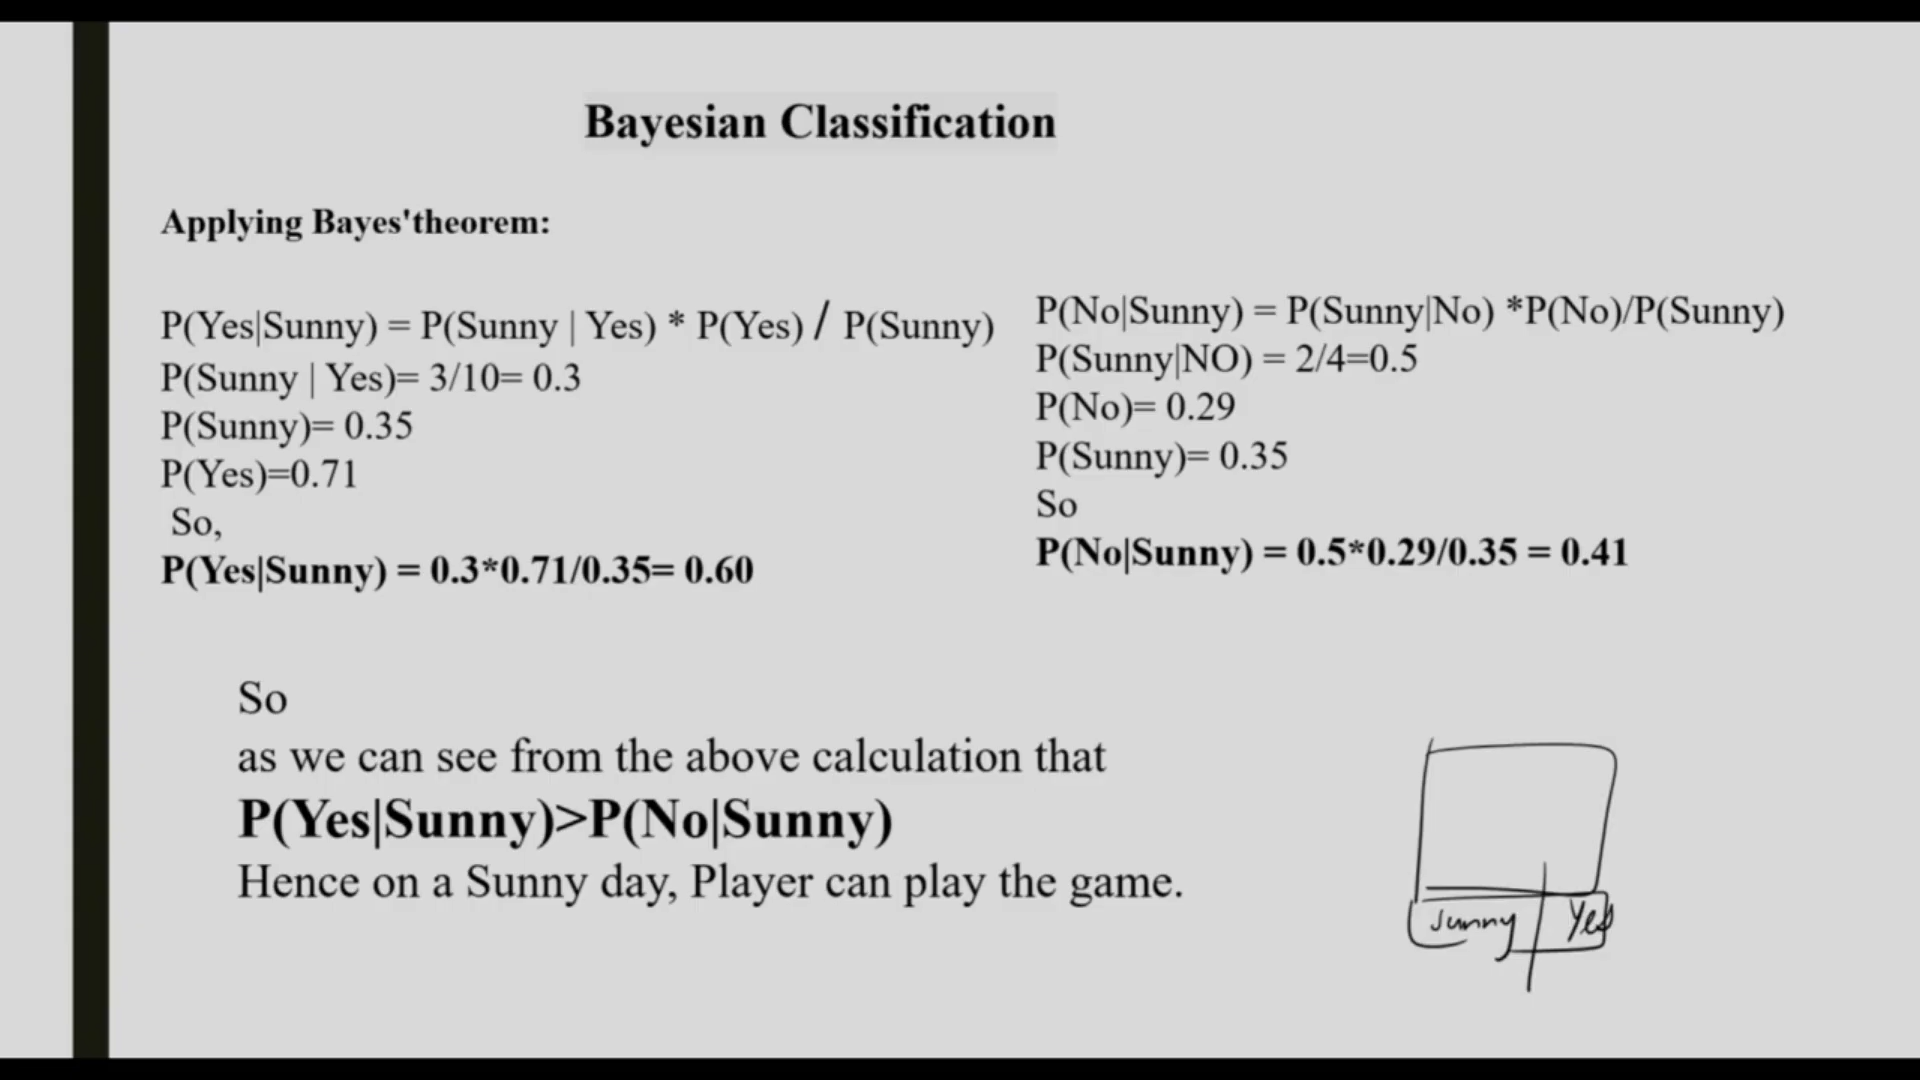 Bayesian Classification
Applying Bayes'theorem:
P(Yes|Sunny) = P(Sunny | Yes) * P(Yes) / P(Sunny)
P(Sunny | Yes)= 3/10= 0.3
P(Sunny)= 0.35
P(Yes)=0.71
So,
P(Yes|Sunny) = 0.3*0.71/0.35= 0.60
P(No|Sunny) = P(Sunny|No) *P(No)/P(Sunny)
P(Sunny|NO) = 2/4=0.5
P(No)= 0.29
P(Sunny)= 0.35
So
P(No|Sunny) = 0.5*0.29/0.35 = 0.41
So
as we can see from the above calculation that
P(Yes|Sunny)>P(No|Sunny)
Hence on a Sunny day, Player can play the game.
Sunny Yes